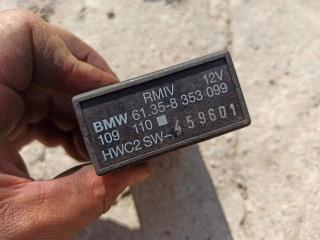 RMIV 12V
BMW 61.35-8 353 099
109 110
HWC2 SW-459601